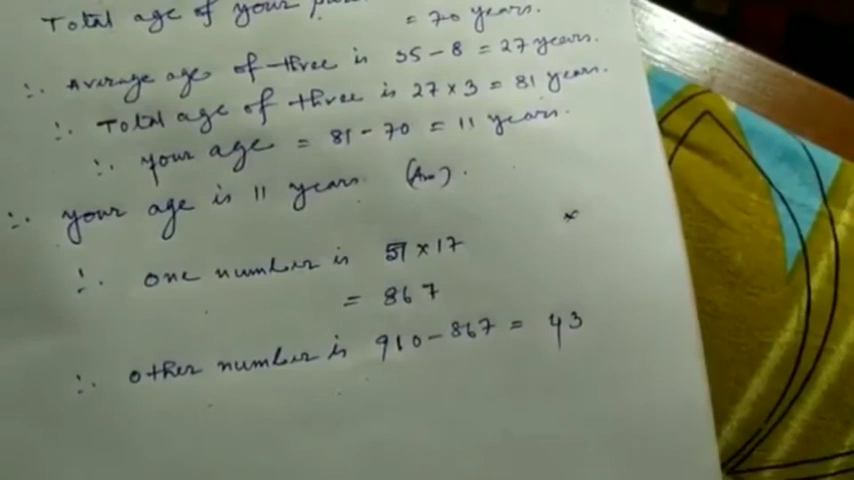 Total age of your
= 70 years.
∴ Average age of three is 35 - 8 = 27 years.
∴ Total age of three is 27 × 3 = 81 years.
∴ your age = 81 - 70 = 11 years.
∴ your age is 11 years (Ans).
∴ one number is 51 × 17
= 867
∴ other number is 910 - 867 = 43